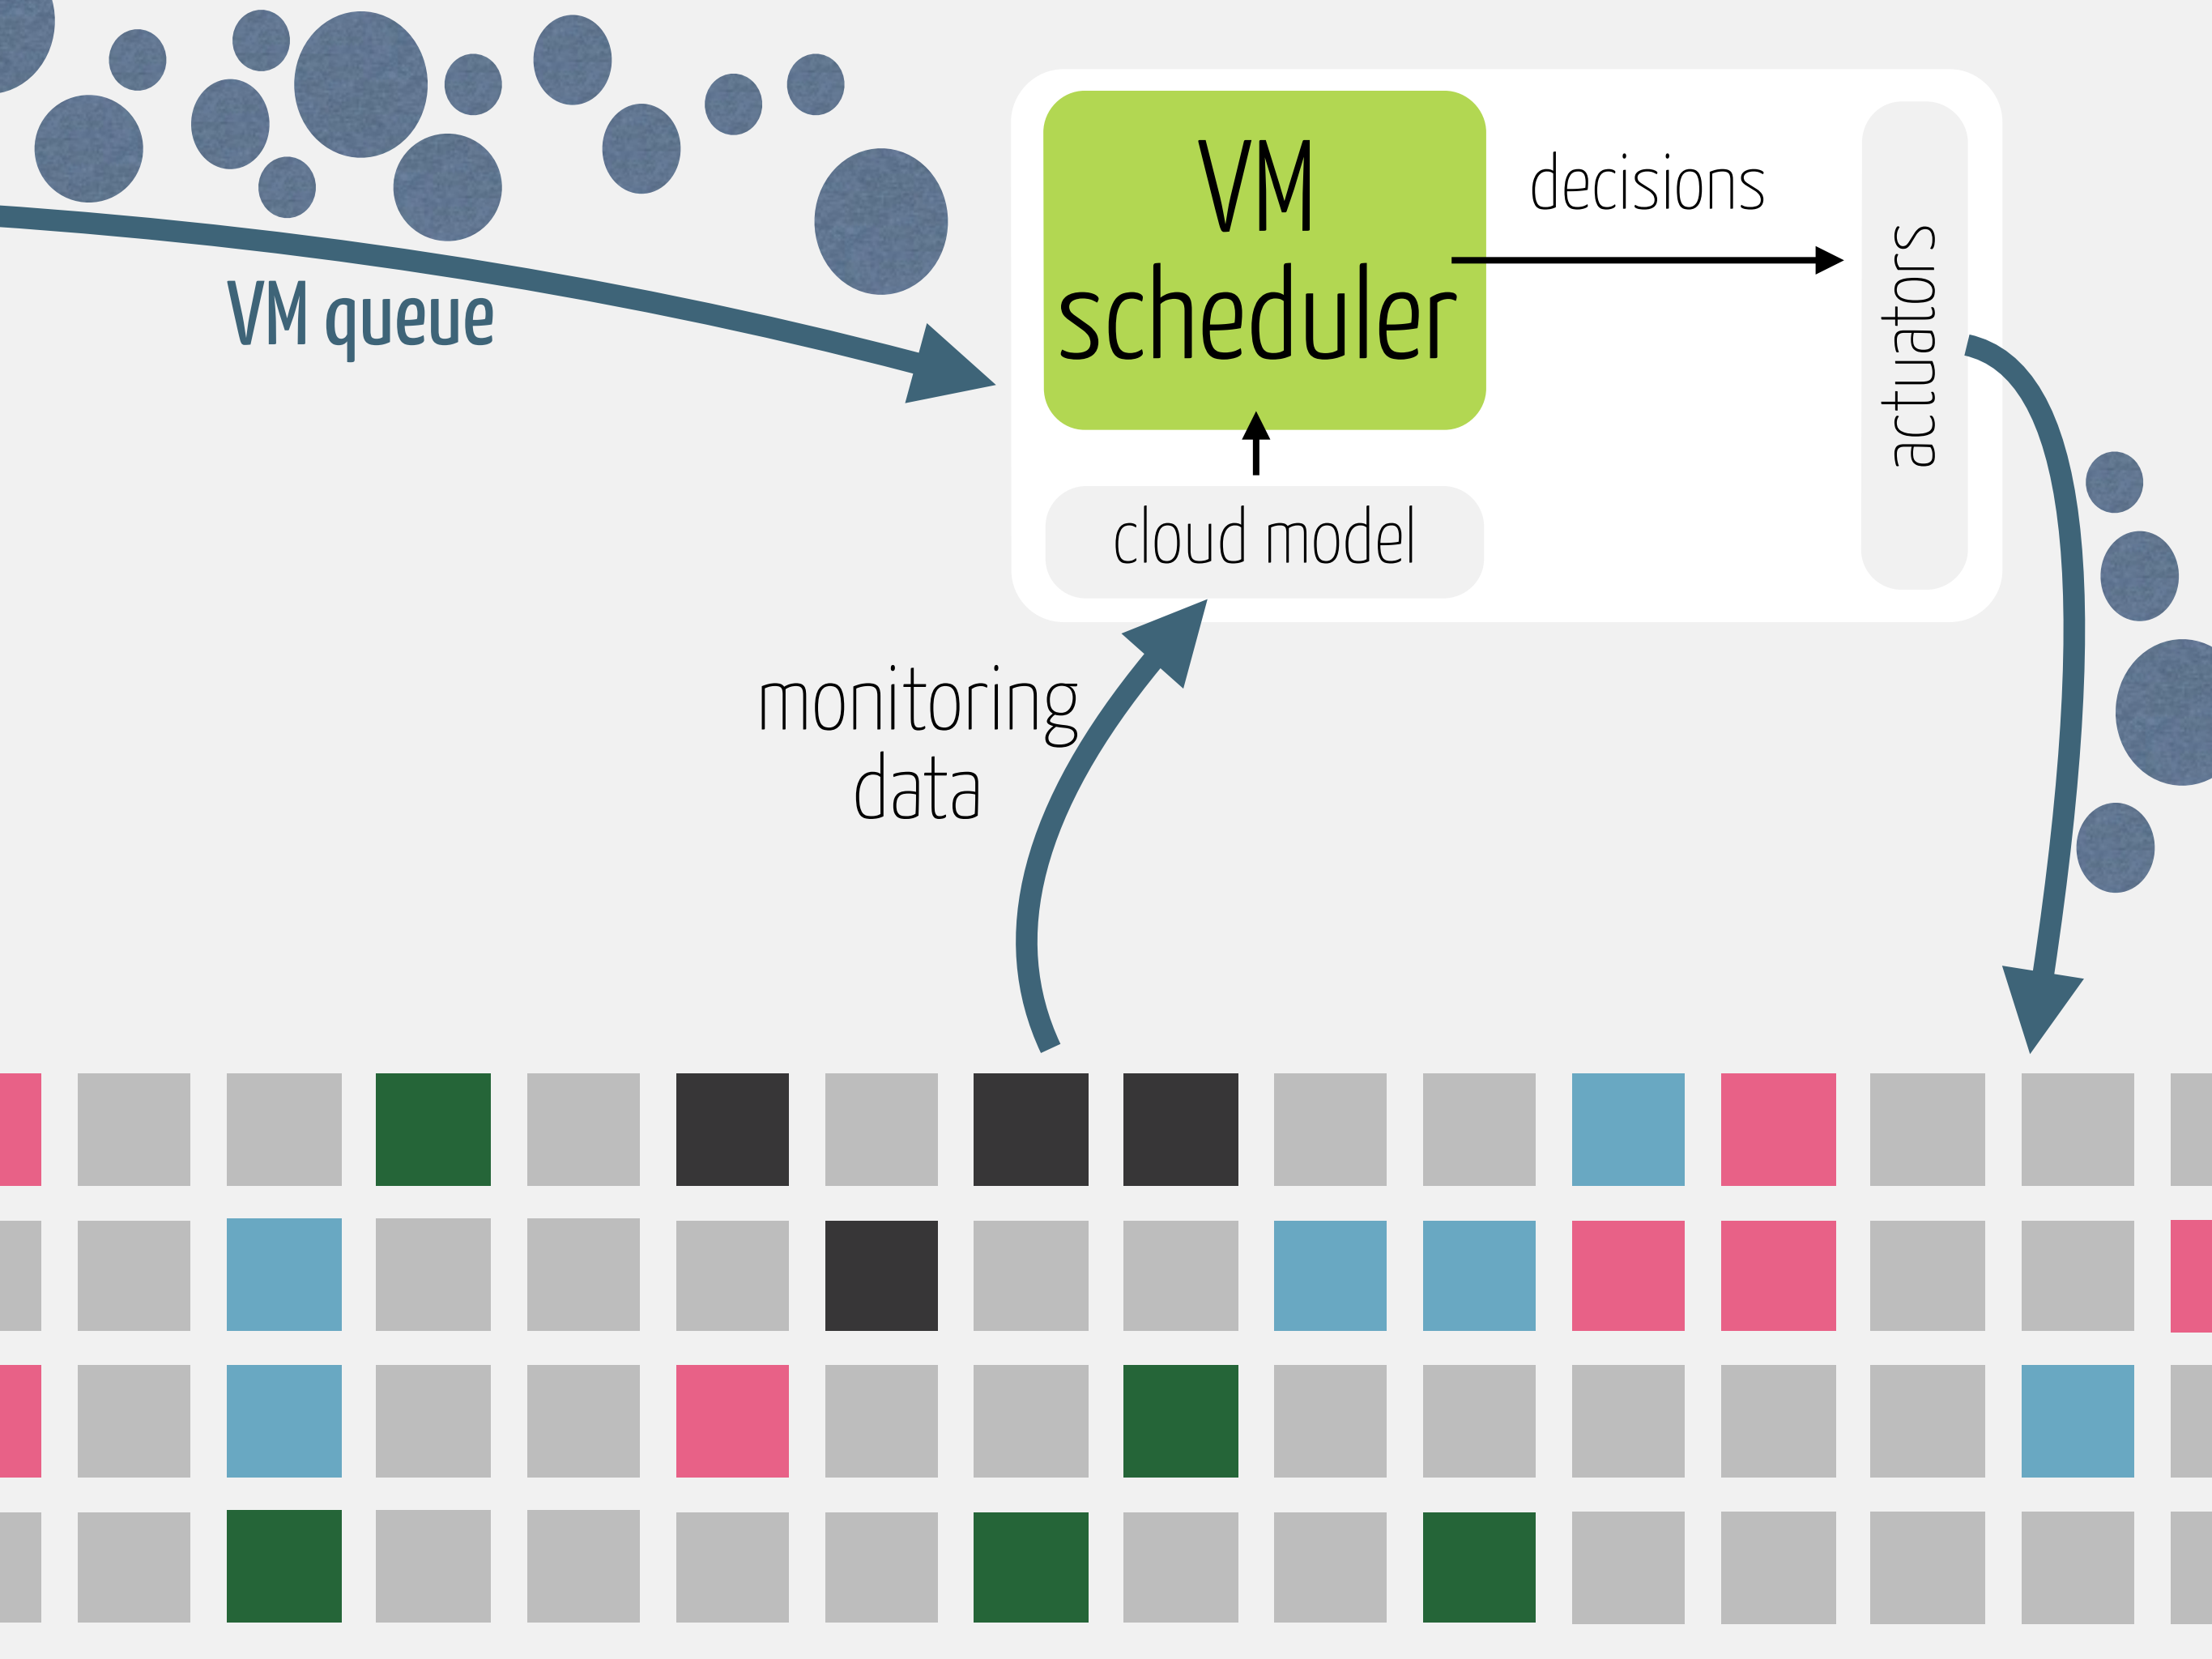 VM
scheduler
decisions
actuators
VM queue
cloud model
monitoring
data